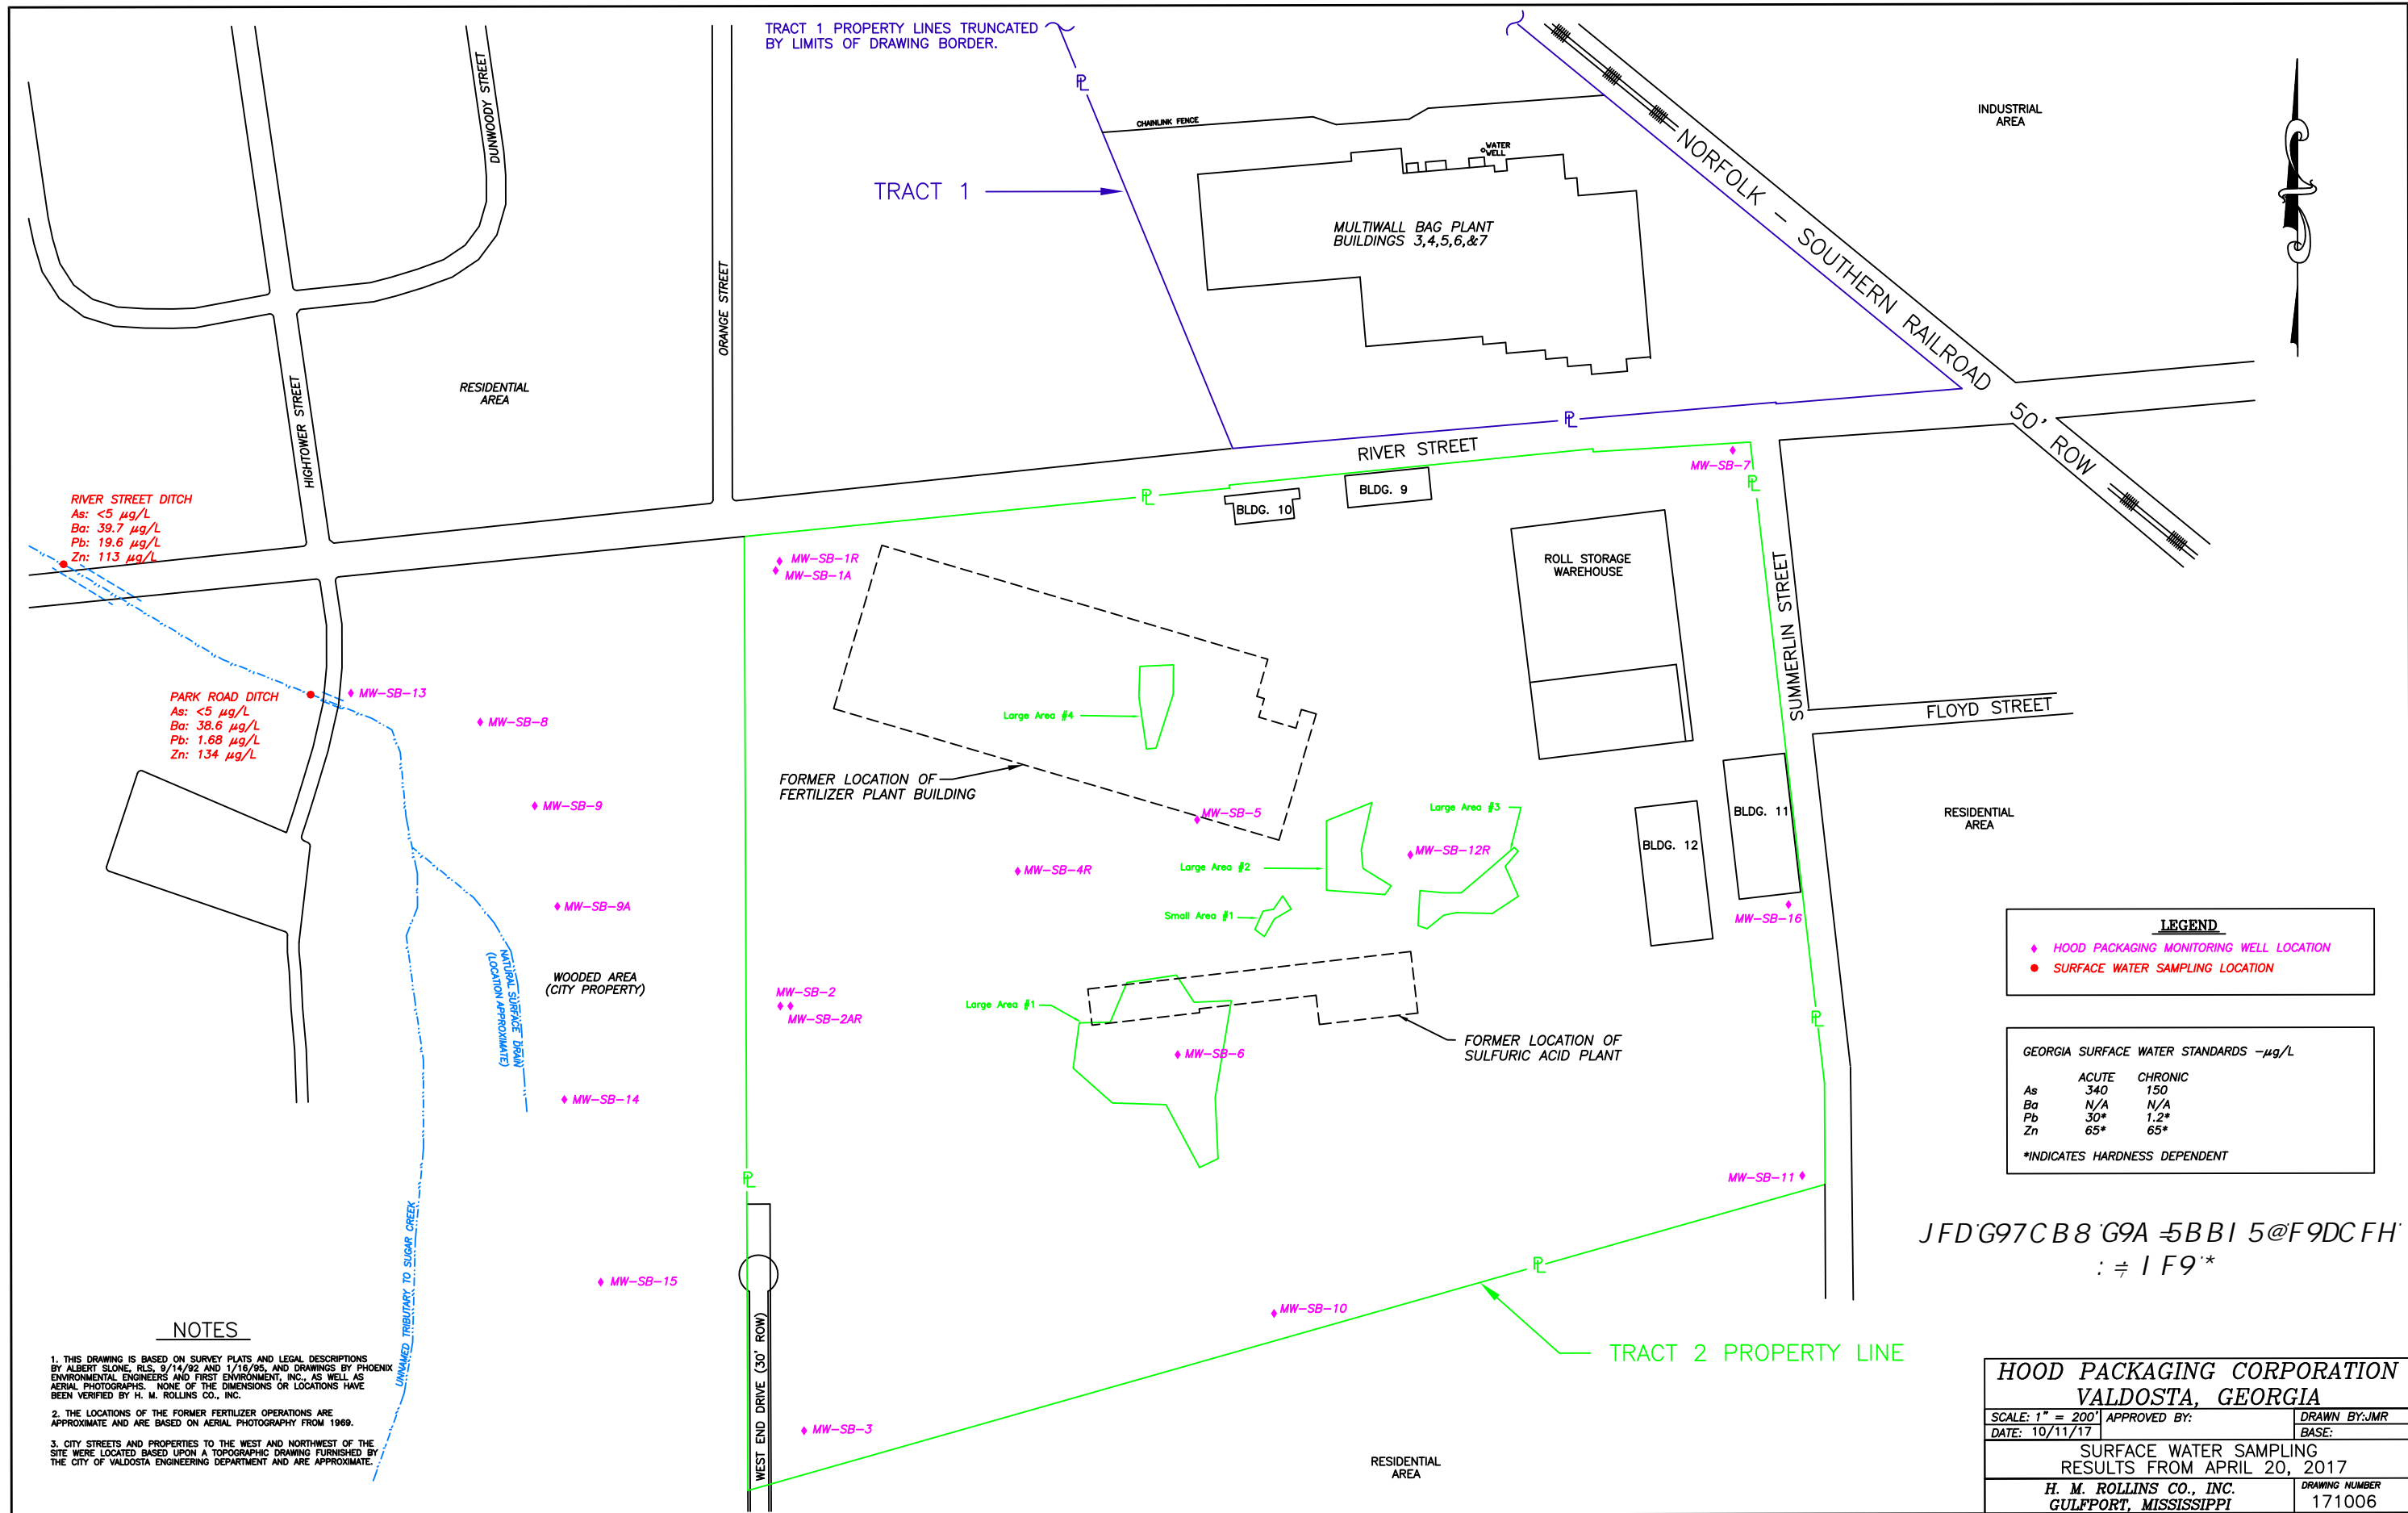 TRACT 1 PROPERTY LINES TRUNCATED
BY LIMITS OF DRAWING BORDER.
DUNWOODY STREET
HIGHTOWER STREET
ORANGE STREET
RESIDENTIAL
AREA
TRACT 1
CHAINLINK FENCE
WATER
WELL
MULTIWALL BAG PLANT
BUILDINGS 3,4,5,6,&7
NORFOLK - SOUTHERN RAILROAD
50' ROW
INDUSTRIAL
AREA
RIVER STREET
RIVER STREET DITCH
As: <5 µg/L
Ba: 39.7 µg/L
Pb: 19.6 µg/L
Zn: 113 µg/L
PARK ROAD DITCH
As: <5 µg/L
Ba: 38.6 µg/L
Pb: 1.68 µg/L
Zn: 134 µg/L
MW-SB-13
MW-SB-8
MW-SB-9
MW-SB-9A
WOODED AREA
(CITY PROPERTY)
NATURAL SURFACE DRAIN
(LOCATION APPROXIMATE)
MW-SB-14
MW-SB-15
UNNAMED TRIBUTARY TO SUGAR CREEK
MW-SB-1R
MW-SB-1A
BLDG. 10
BLDG. 9
MW-SB-7
ROLL STORAGE
WAREHOUSE
SUMMERLIN STREET
FLOYD STREET
Large Area #4
FORMER LOCATION OF
FERTILIZER PLANT BUILDING
MW-SB-5
MW-SB-4R
Large Area #3
Large Area #2
MW-SB-12R
Small Area #1
BLDG. 11
BLDG. 12
RESIDENTIAL
AREA
MW-SB-16
MW-SB-2
MW-SB-2AR
Large Area #1
MW-SB-6
FORMER LOCATION OF
SULFURIC ACID PLANT
MW-SB-11
MW-SB-10
MW-SB-3
WEST END DRIVE (30' ROW)
TRACT 2 PROPERTY LINE
RESIDENTIAL
AREA
LEGEND
HOOD PACKAGING MONITORING WELL LOCATION
SURFACE WATER SAMPLING LOCATION
GEORGIA SURFACE WATER STANDARDS -µg/L
ACUTE CHRONIC
As 340 150
Ba N/A N/A
Pb 30* 1.2*
Zn 65* 65*
*INDICATES HARDNESS DEPENDENT
NOTES
1. THIS DRAWING IS BASED ON SURVEY PLATS AND LEGAL DESCRIPTIONS
BY ALBERT SLONE, RLS, 9/14/92 AND 1/16/95, AND DRAWINGS BY PHOENIX
ENVIRONMENTAL ENGINEERS AND FIRST ENVIRONMENT, INC., AS WELL AS
AERIAL PHOTOGRAPHS. NONE OF THE DIMENSIONS OR LOCATIONS HAVE
BEEN VERIFIED BY H. M. ROLLINS CO., INC.
2. THE LOCATIONS OF THE FORMER FERTILIZER OPERATIONS ARE
APPROXIMATE AND ARE BASED ON AERIAL PHOTOGRAPHY FROM 1969.
3. CITY STREETS AND PROPERTIES TO THE WEST AND NORTHWEST OF THE
SITE WERE LOCATED BASED UPON A TOPOGRAPHIC DRAWING FURNISHED BY
THE CITY OF VALDOSTA ENGINEERING DEPARTMENT AND ARE APPROXIMATE.
HOOD PACKAGING CORPORATION
VALDOSTA, GEORGIA
SCALE: 1" = 200' APPROVED BY: DRAWN BY:JMR
DATE: 10/11/17 BASE:
SURFACE WATER SAMPLING
RESULTS FROM APRIL 20, 2017
H. M. ROLLINS CO., INC.
GULFPORT, MISSISSIPPI
DRAWING NUMBER
171006